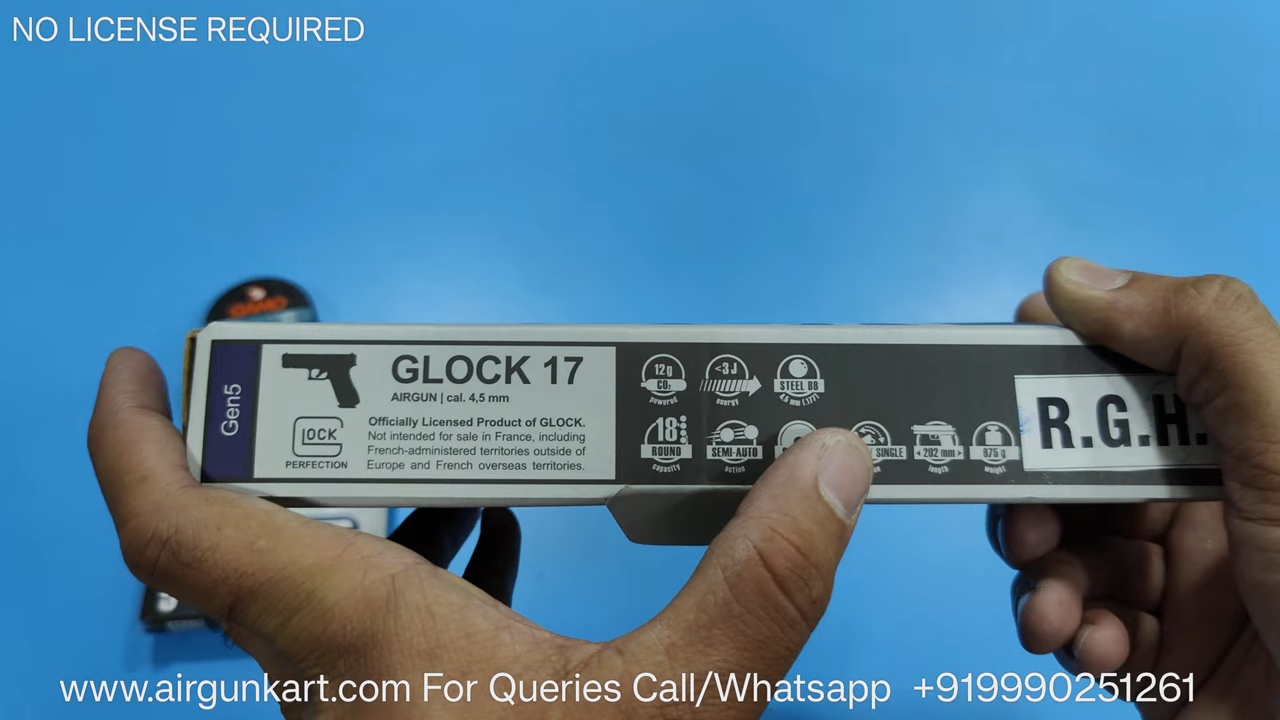 NO LICENSE REQUIRED
Gen5
GLOCK 17
AIRGUN | cal. 4,5 mm
GLOCK
PERFECTION
Officially Licensed Product of GLOCK.
Not intended for sale in France, including
French-administered territories outside of
Europe and French overseas territories.
12g
CO₂
powered
<3 J
energy
STEEL BB
4,5 mm (.177)
18
ROUND
capacity
SEMI-AUTO
action
SINGLE
202 mm
length
675 g
weight
R.G.H.
www.airgunkart.com For Queries Call/Whatsapp +919990251261